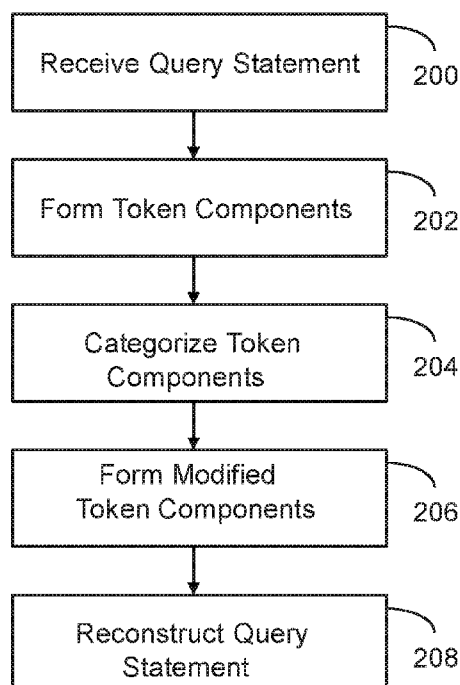 Receive Query Statement
200
Form Token Components
202
Categorize Token
Components
204
Form Modified
Token Components
206
Reconstruct Query
Statement
208